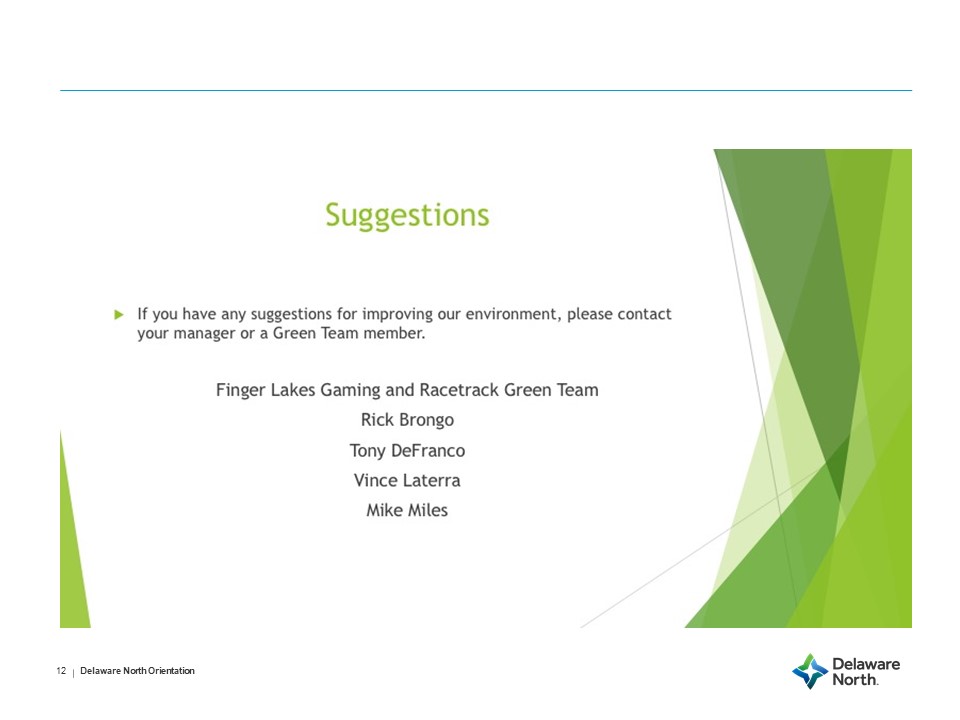 Suggestions
If you have any suggestions for improving our environment, please contact
your manager or a Green Team member.
Finger Lakes Gaming and Racetrack Green Team
Rick Brongo
Tony DeFranco
Vince Laterra
Mike Miles
12 | Delaware North Orientation
Delaware
North.